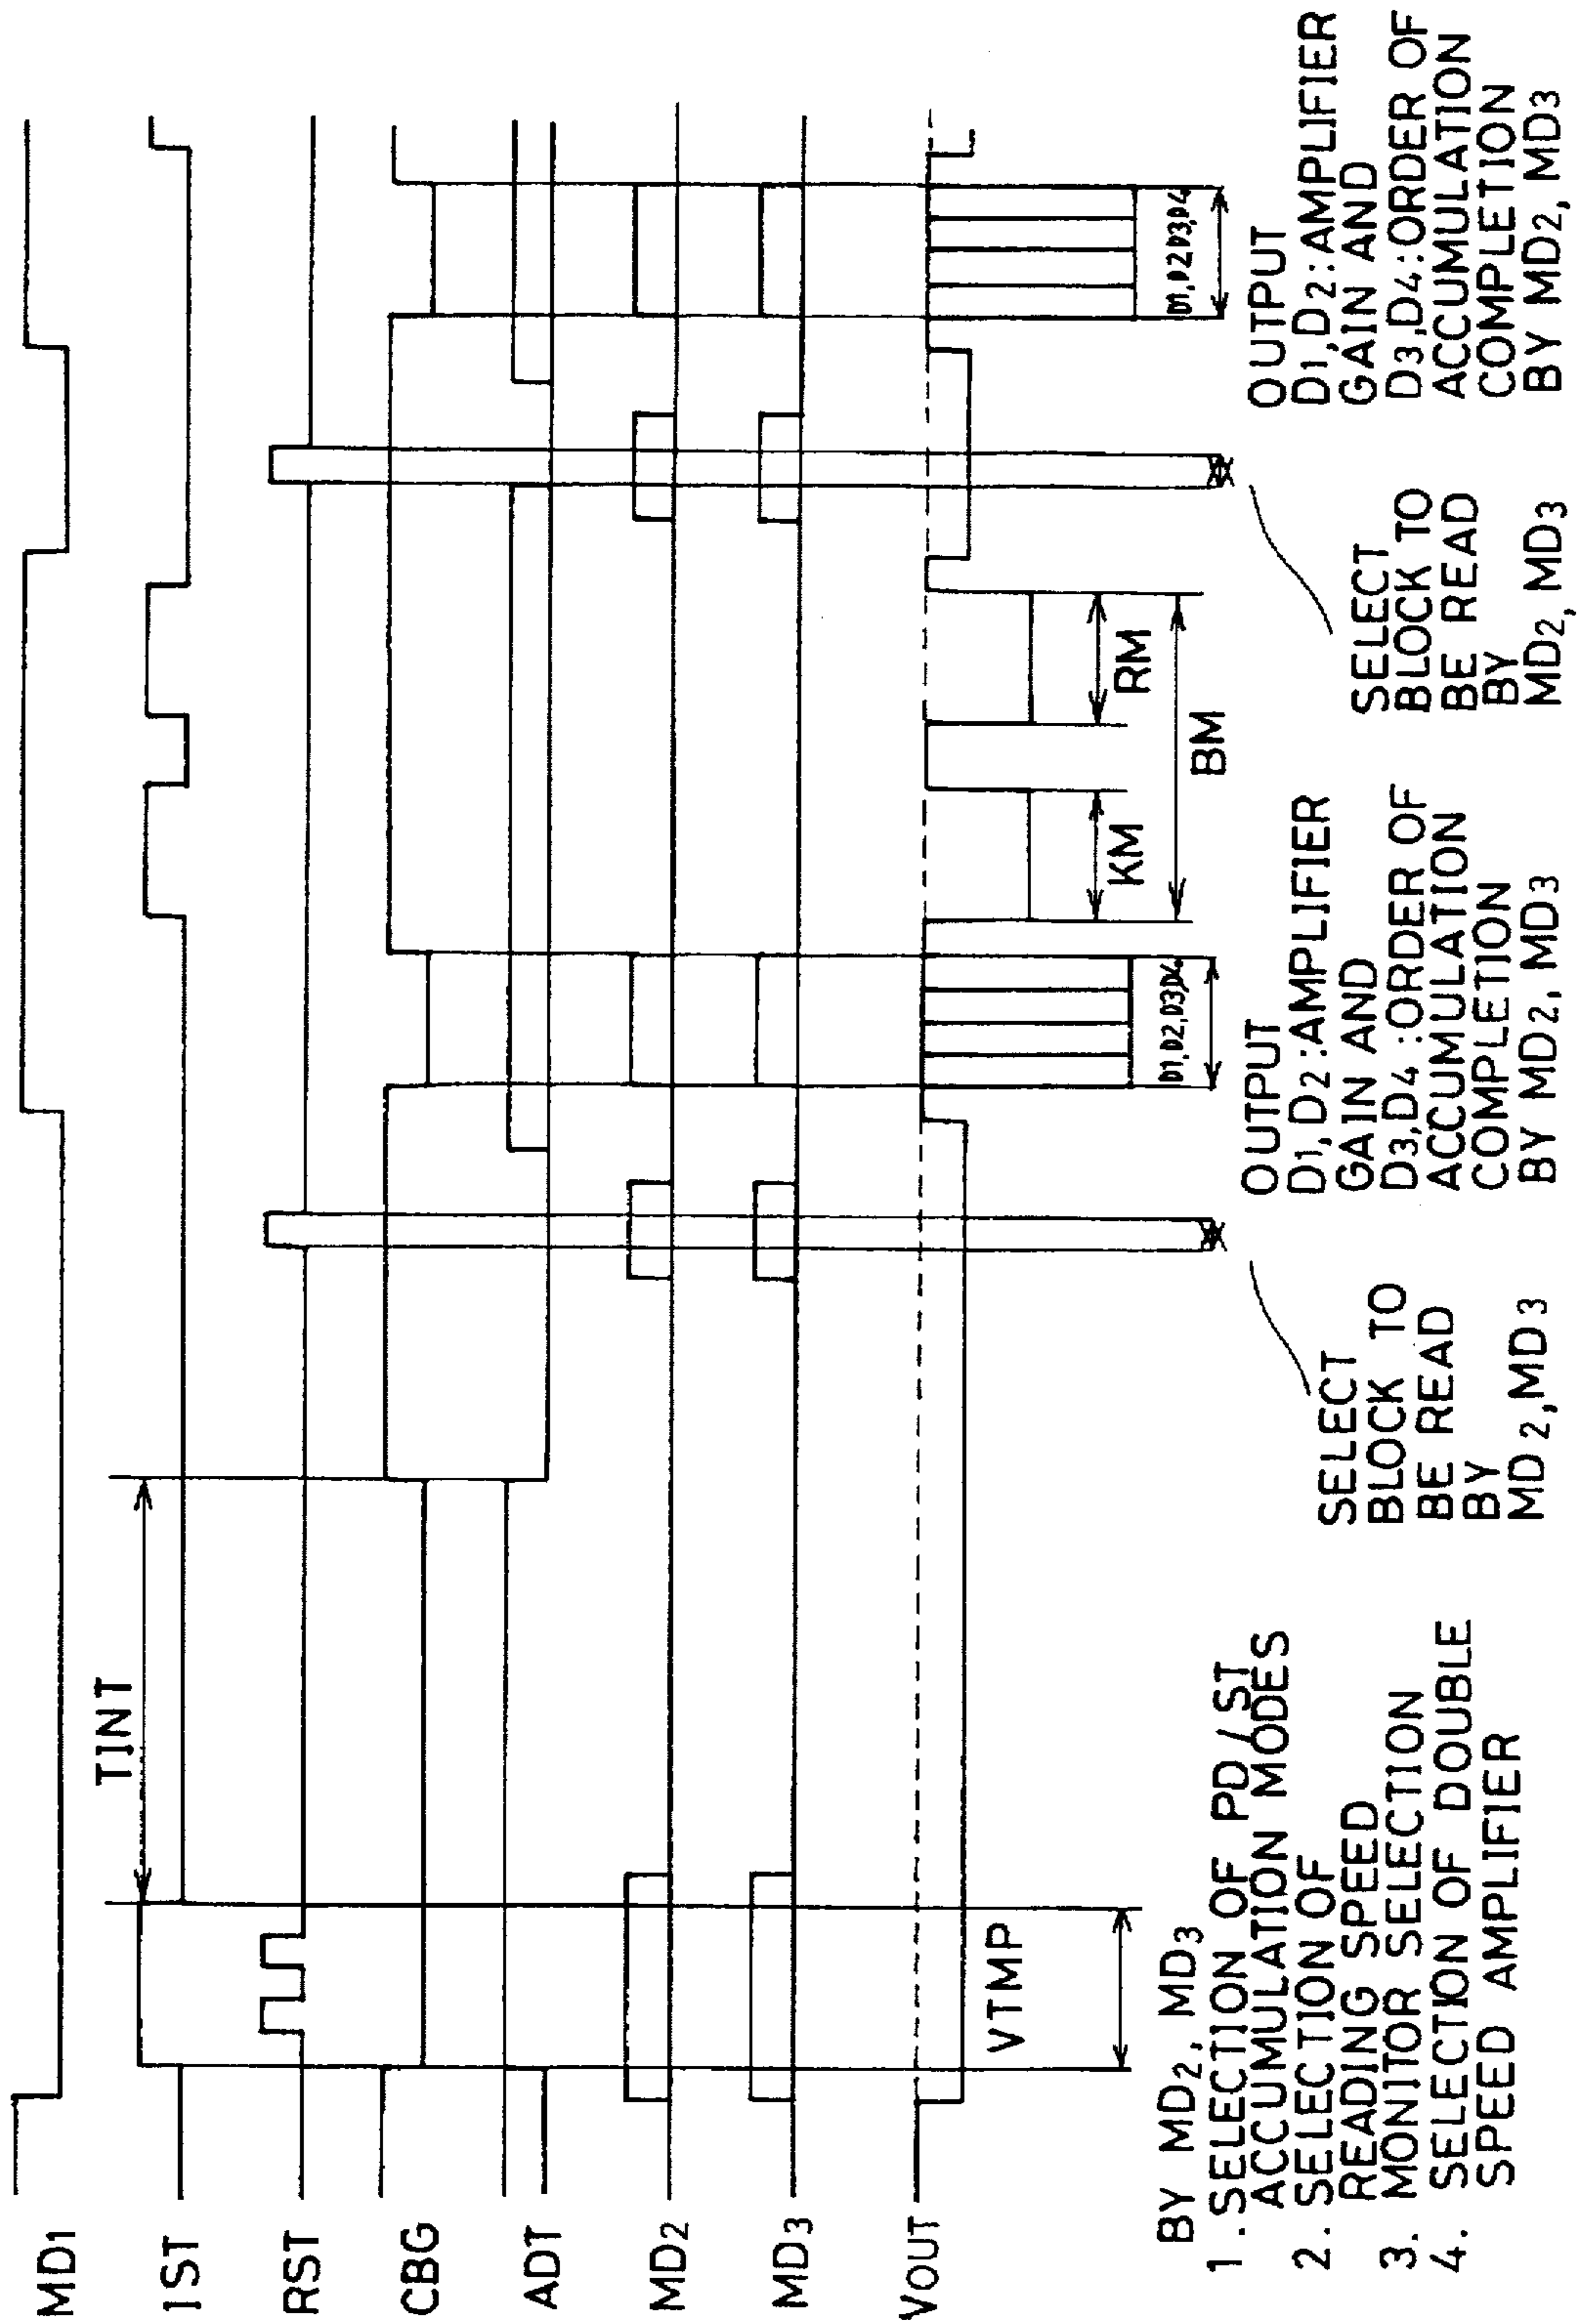 MD1
IST
RST
CBG
ADT
MD2
MD3
VOUT
TINT
VTMP
BY MD2, MD3
1. SELECTION OF PD/ST
ACCUMULATION MODES
2. SELECTION OF
READING SPEED
3. MONITOR SELECTION
4. SELECTION OF DOUBLE
SPEED AMPLIFIER
SELECT
BLOCK TO
BE READ
BY
MD2, MD3
D1, D2, D3, D4
OUTPUT
D1, D2 : AMPLIFIER
GAIN AND
D3, D4 : ORDER OF
ACCUMULATION
COMPLETION
BY MD2, MD3
KM
RM
BM
SELECT
BLOCK TO
BE READ
BY
MD2, MD3
D1, D2 D3, D4
OUTPUT
D1, D2 : AMPLIFIER
GAIN AND
D3, D4 : ORDER OF
ACCUMULATION
COMPLETION
BY MD2, MD3